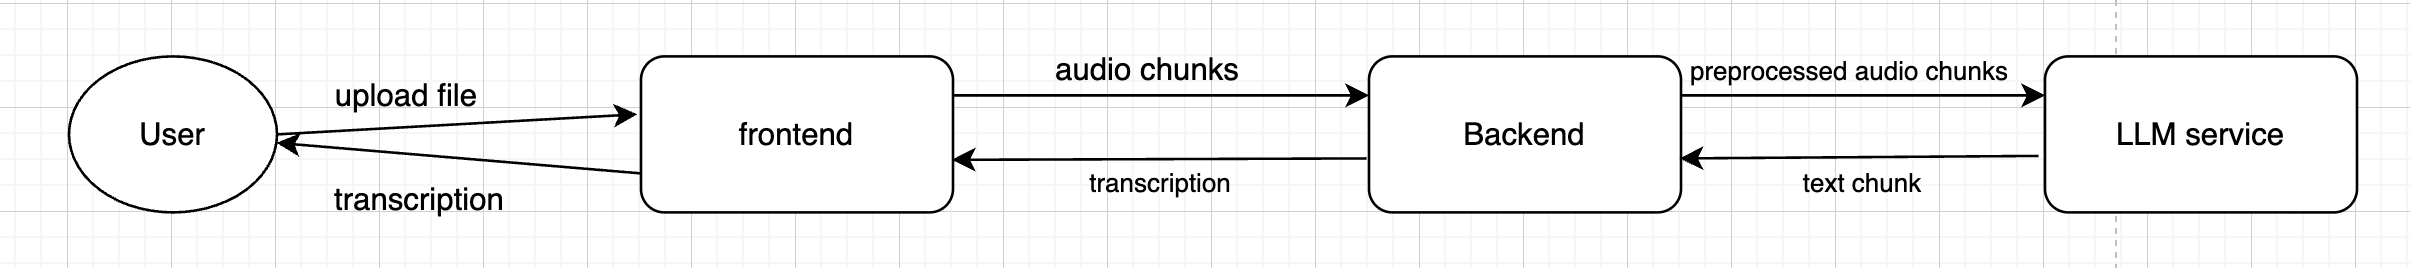 User
upload file
transcription
frontend
audio chunks
transcription
Backend
preprocessed audio chunks
text chunk
LLM service